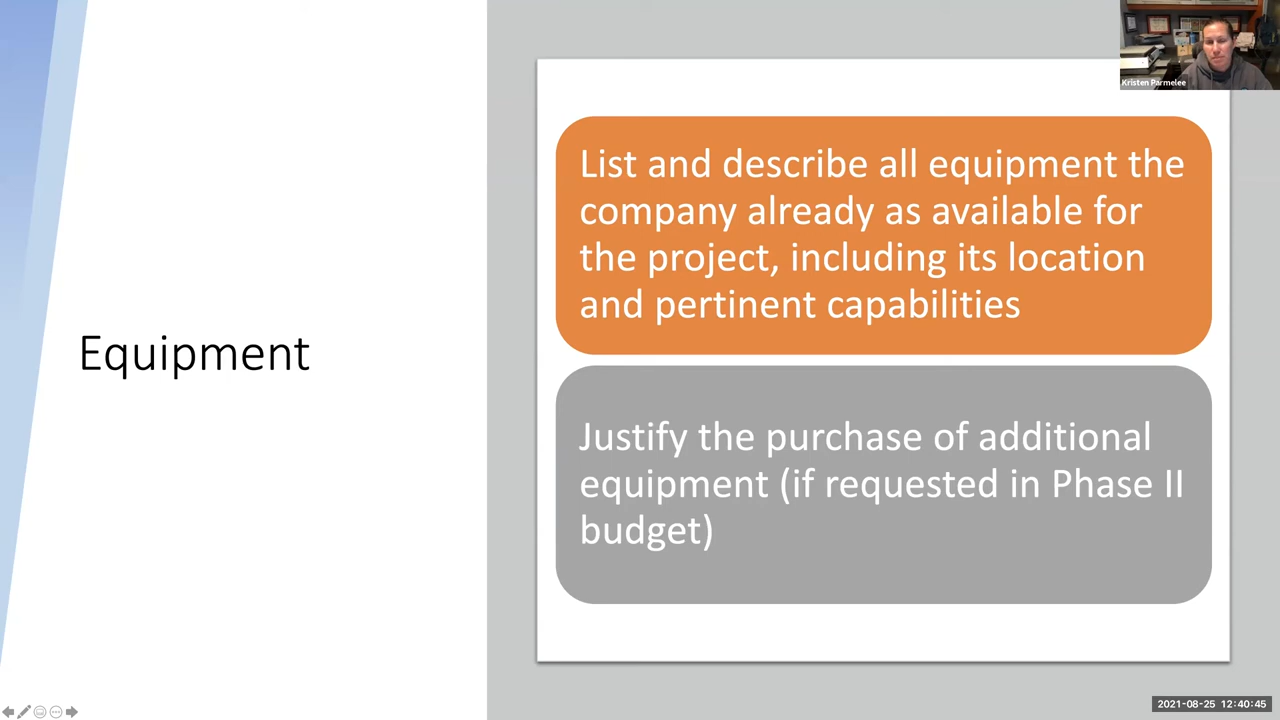 Kristen Parmelee
Equipment
List and describe all equipment the
company already as available for
the project, including its location
and pertinent capabilities
Justify the purchase of additional
equipment (if requested in Phase II
budget)
2021-08-25 12:40:45